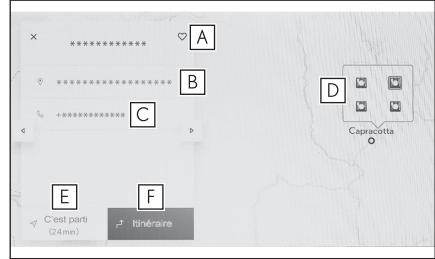 × ************ A
****************** B
+************ C
D
Capracotta
E
C'est parti
(24min)
F
Itinéraire